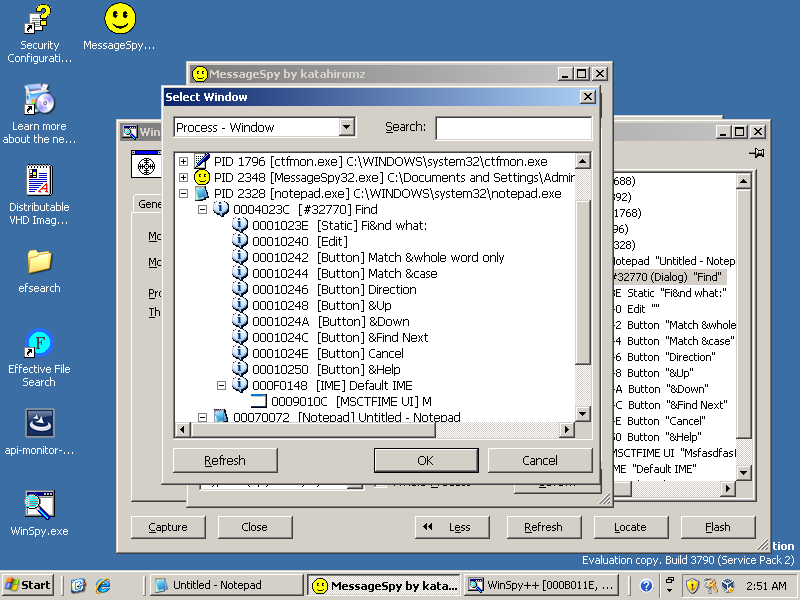 Security
Configurati...
MessageSpy...
Learn more
about the ne...
Distributable
VHD Imag...
efsearch
Effective File
Search
api-monitor-...
WinSpy.exe
MessageSpy by katahiromz
Select Window
Process - Window
Search:
PID 1796 [ctfmon.exe] C:\WINDOWS\system32\ctfmon.exe
PID 2348 [MessageSpy32.exe] C:\Documents and Settings\Admir
PID 2328 [notepad.exe] C:\WINDOWS\system32\notepad.exe
0004023C [#32770] Find
0001023E [Static] Fi&nd what:
00010240 [Edit]
00010242 [Button] Match &whole word only
00010244 [Button] Match &case
00010246 [Button] Direction
00010248 [Button] &Up
0001024A [Button] &Down
0001024C [Button] &Find Next
0001024E [Button] Cancel
00010250 [Button] &Help
000F0148 [IME] Default IME
0009010C [MSCTFIME UI] M
00070072 [Notepad] Untitled - Notepad
Refresh
OK
Cancel
Win
Gene
Mo
Mo
Pro
Th
688)
392)
1768)
96)
328)
otepad "Untitled - Notep
#32770 (Dialog) "Find"
3E Static "Fi&nd what:"
0 Edit ""
2 Button "Match &whole
4 Button "Match &case"
6 Button "Direction"
8 Button "&Up"
A Button "&Down"
C Button "&Find Next"
E Button "Cancel"
50 Button "&Help"
MSCTFIME UI "Msfasdfas
ME "Default IME"
Capture
Close
Less
Refresh
Locate
Flash
tion
Evaluation copy. Build 3790 (Service Pack 2)
Start
Untitled - Notepad
MessageSpy by kata...
WinSpy++ [000B011E, ...
2:51 AM